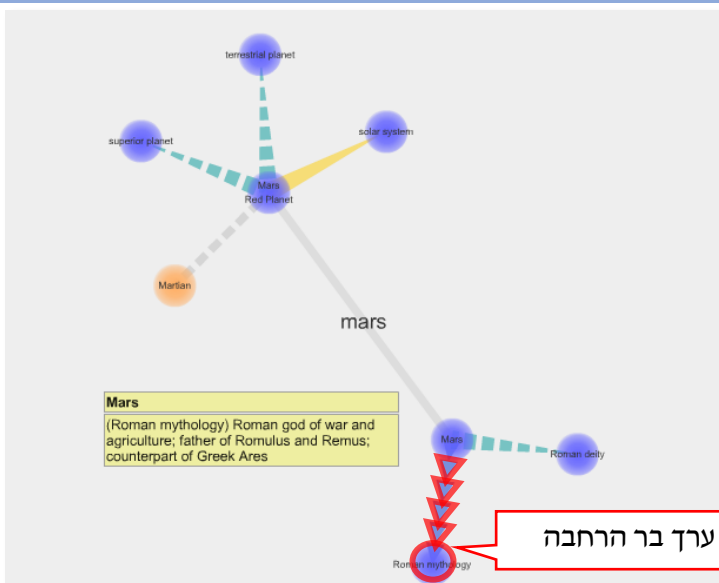 terrestrial planet
superior planet
solar system
Mars
Red Planet
Martian
mars
Mars
(Roman mythology) Roman god of war and
agriculture; father of Romulus and Remus;
counterpart of Greek Ares
Mars
Roman deity
ערך בר הרחבה
Roman mythology